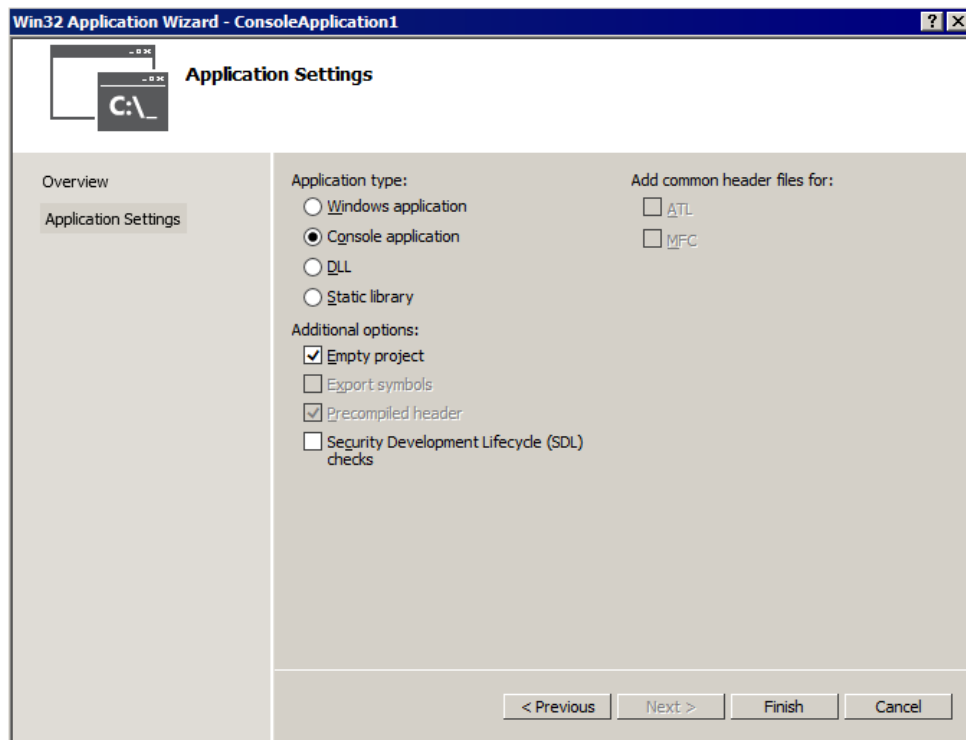 Win32 Application Wizard - ConsoleApplication1
C:\_
Application Settings
Overview
Application Settings
Application type:
Windows application
Console application
DLL
Static library
Additional options:
Empty project
Export symbols
Precompiled header
Security Development Lifecycle (SDL)
checks
Add common header files for:
ATL
MFC
< Previous
Next >
Finish
Cancel